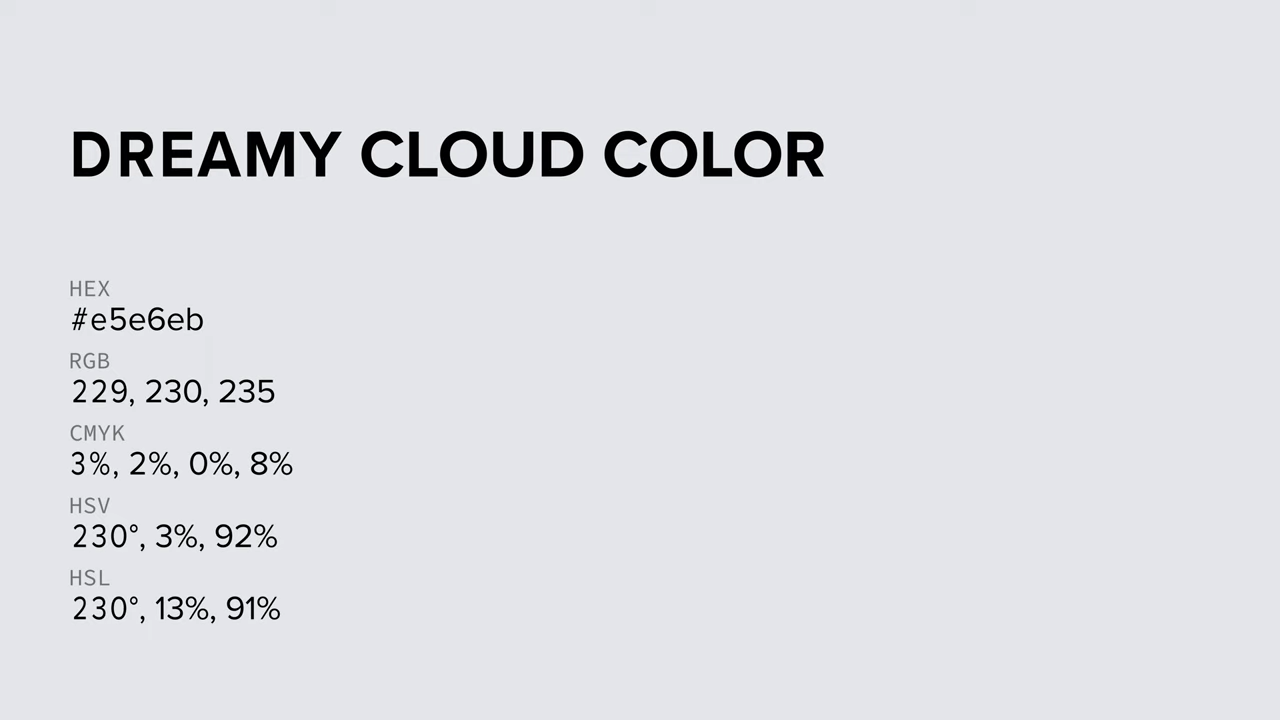 DREAMY CLOUD COLOR
HEX
#e5e6eb
RGB
229, 230, 235
CMYK
3%, 2%, 0%, 8%
HSV
230°, 3%, 92%
HSL
230°, 13%, 91%